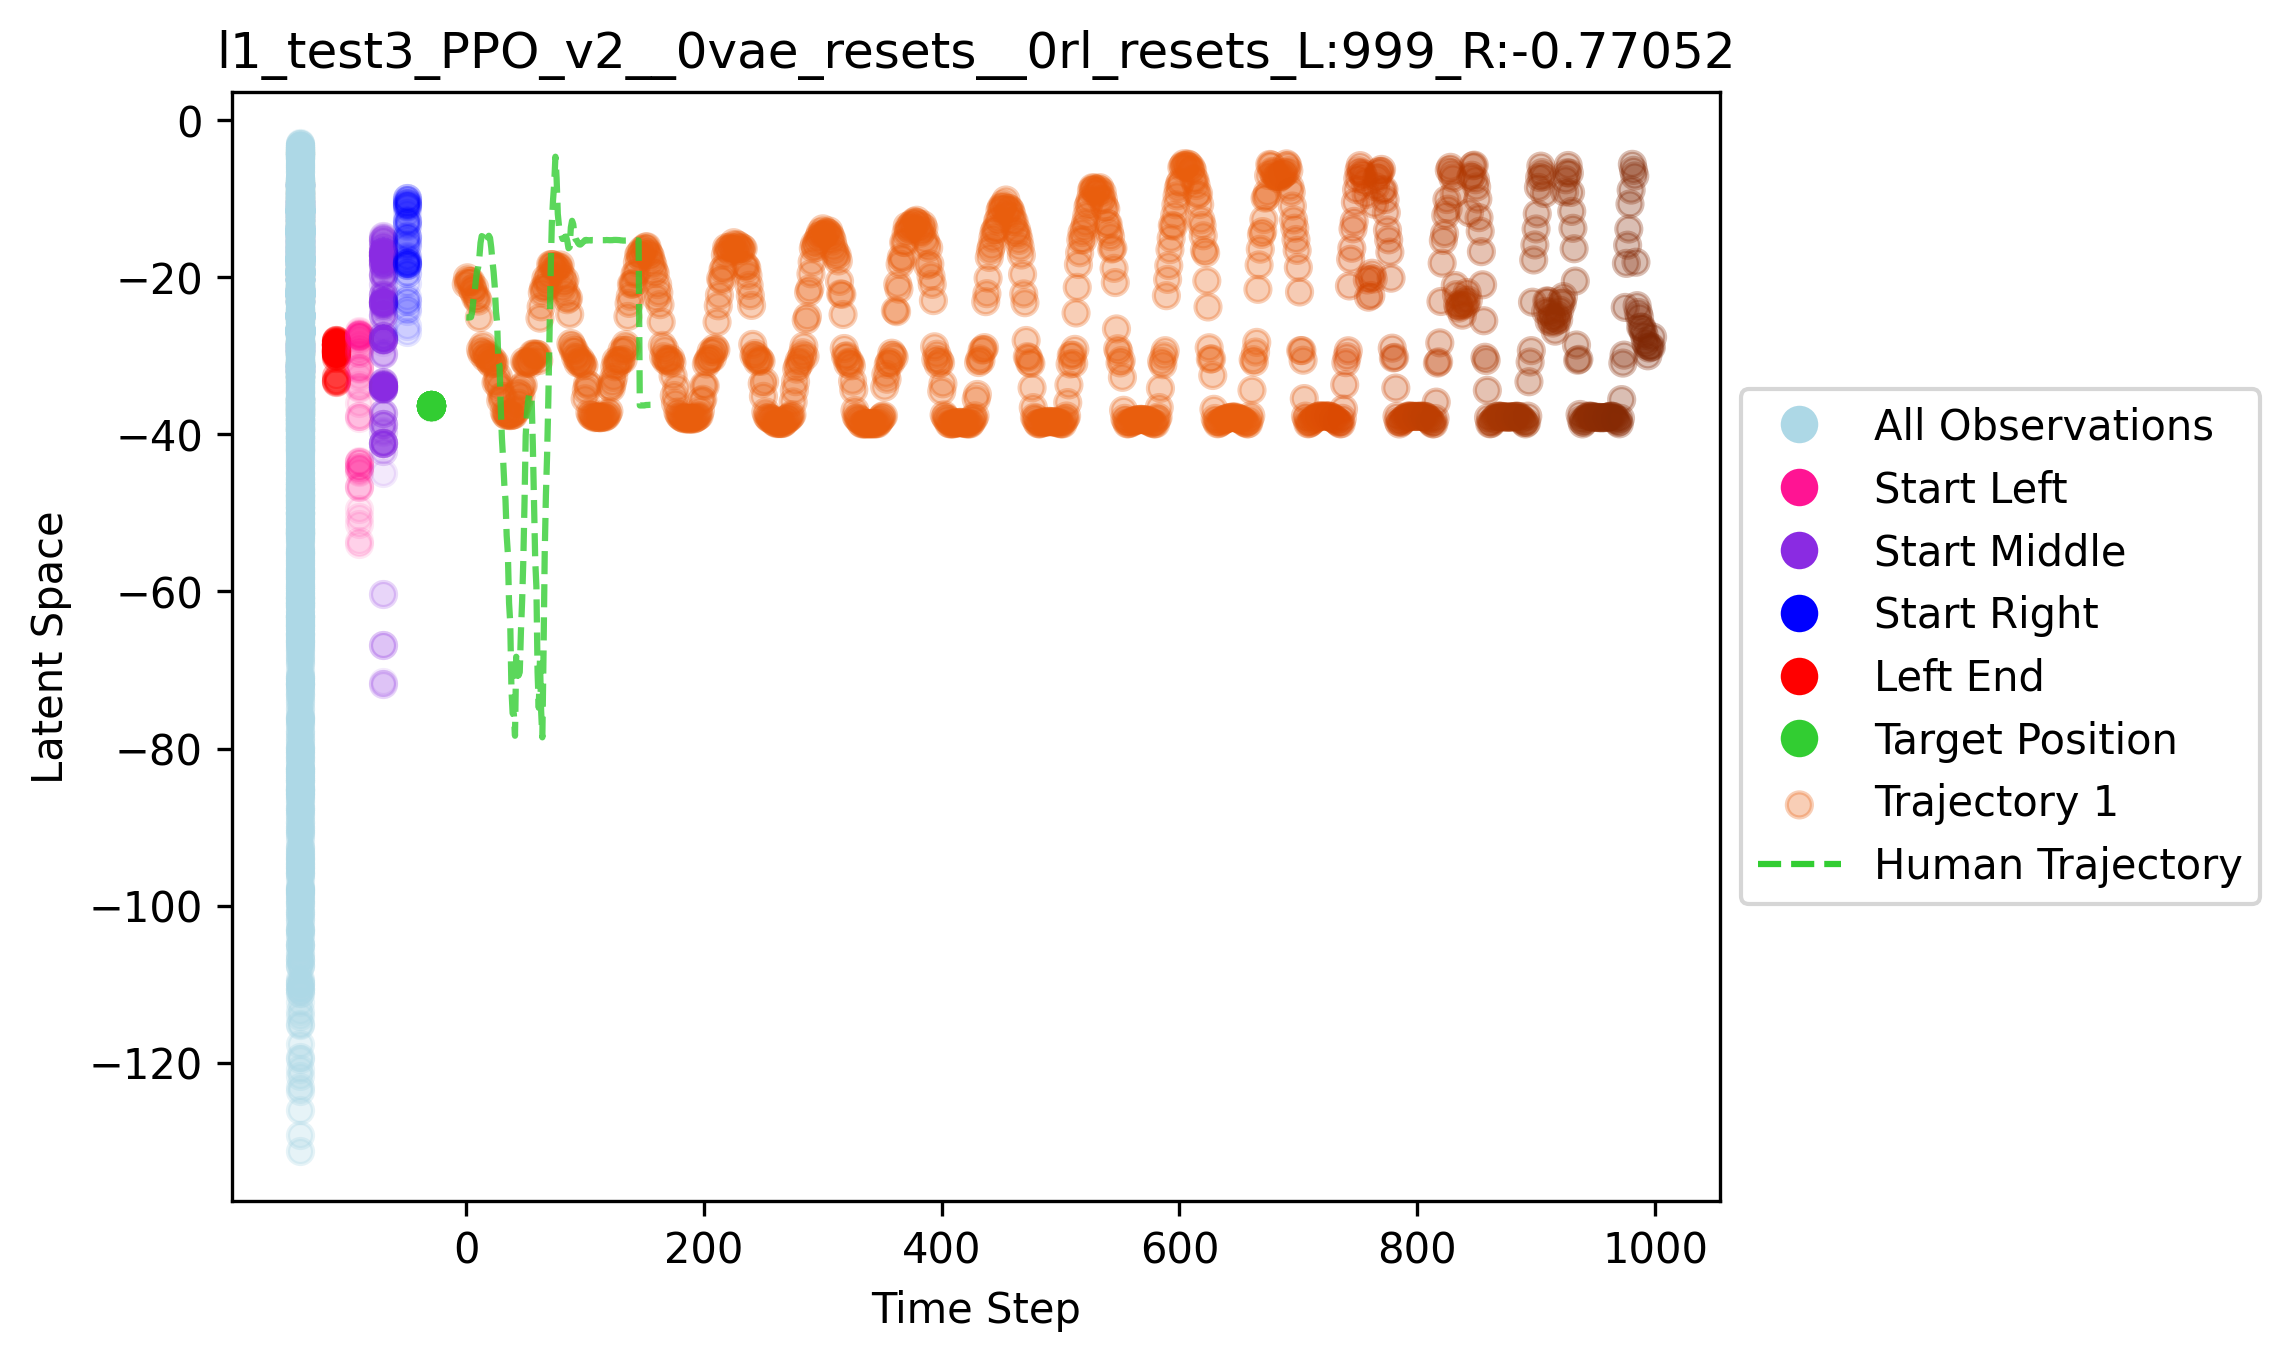 l1_test3_PPO_v2__0vae_resets__0rl_resets_L:999_R:-0.77052
Latent Space
0
−20
−40
−60
−80
−100
−120
0
200
400
600
800
1000
Time Step
All Observations
Start Left
Start Middle
Start Right
Left End
Target Position
Trajectory 1
Human Trajectory